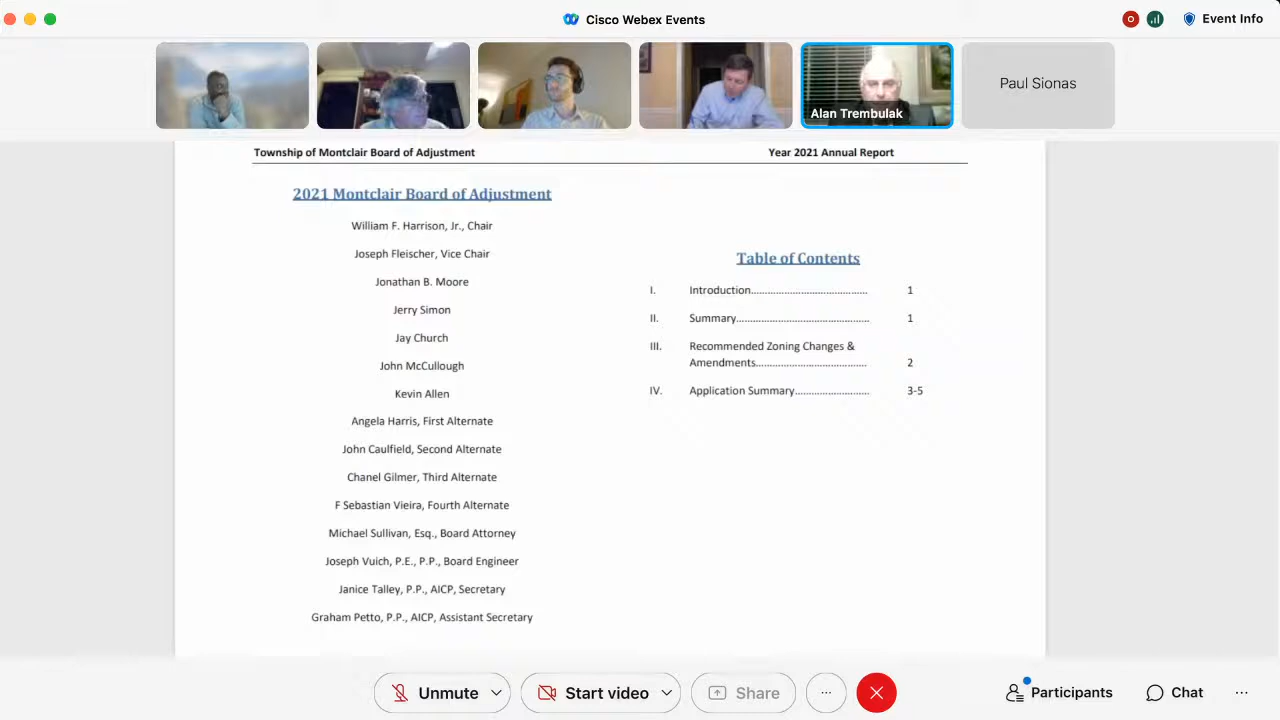 Cisco Webex Events
Event Info
Alan Trembulak
Paul Sionas
Township of Montclair Board of Adjustment
Year 2021 Annual Report
2021 Montclair Board of Adjustment
William F. Harrison, Jr., Chair
Joseph Fleischer, Vice Chair
Jonathan B. Moore
Jerry Simon
Jay Church
John McCullough
Kevin Allen
Angela Harris, First Alternate
John Caulfield, Second Alternate
Chanel Gilmer, Third Alternate
F Sebastian Vieira, Fourth Alternate
Michael Sullivan, Esq., Board Attorney
Joseph Vuich, P.E., P.P., Board Engineer
Janice Talley, P.P., AICP, Secretary
Graham Petto, P.P., AICP, Assistant Secretary
Table of Contents
I. Introduction........................................ 1
II. Summary............................................. 1
III. Recommended Zoning Changes &
Amendments...................................... 2
IV. Application Summary.......................... 3-5
Unmute
Start video
Share
Participants
Chat